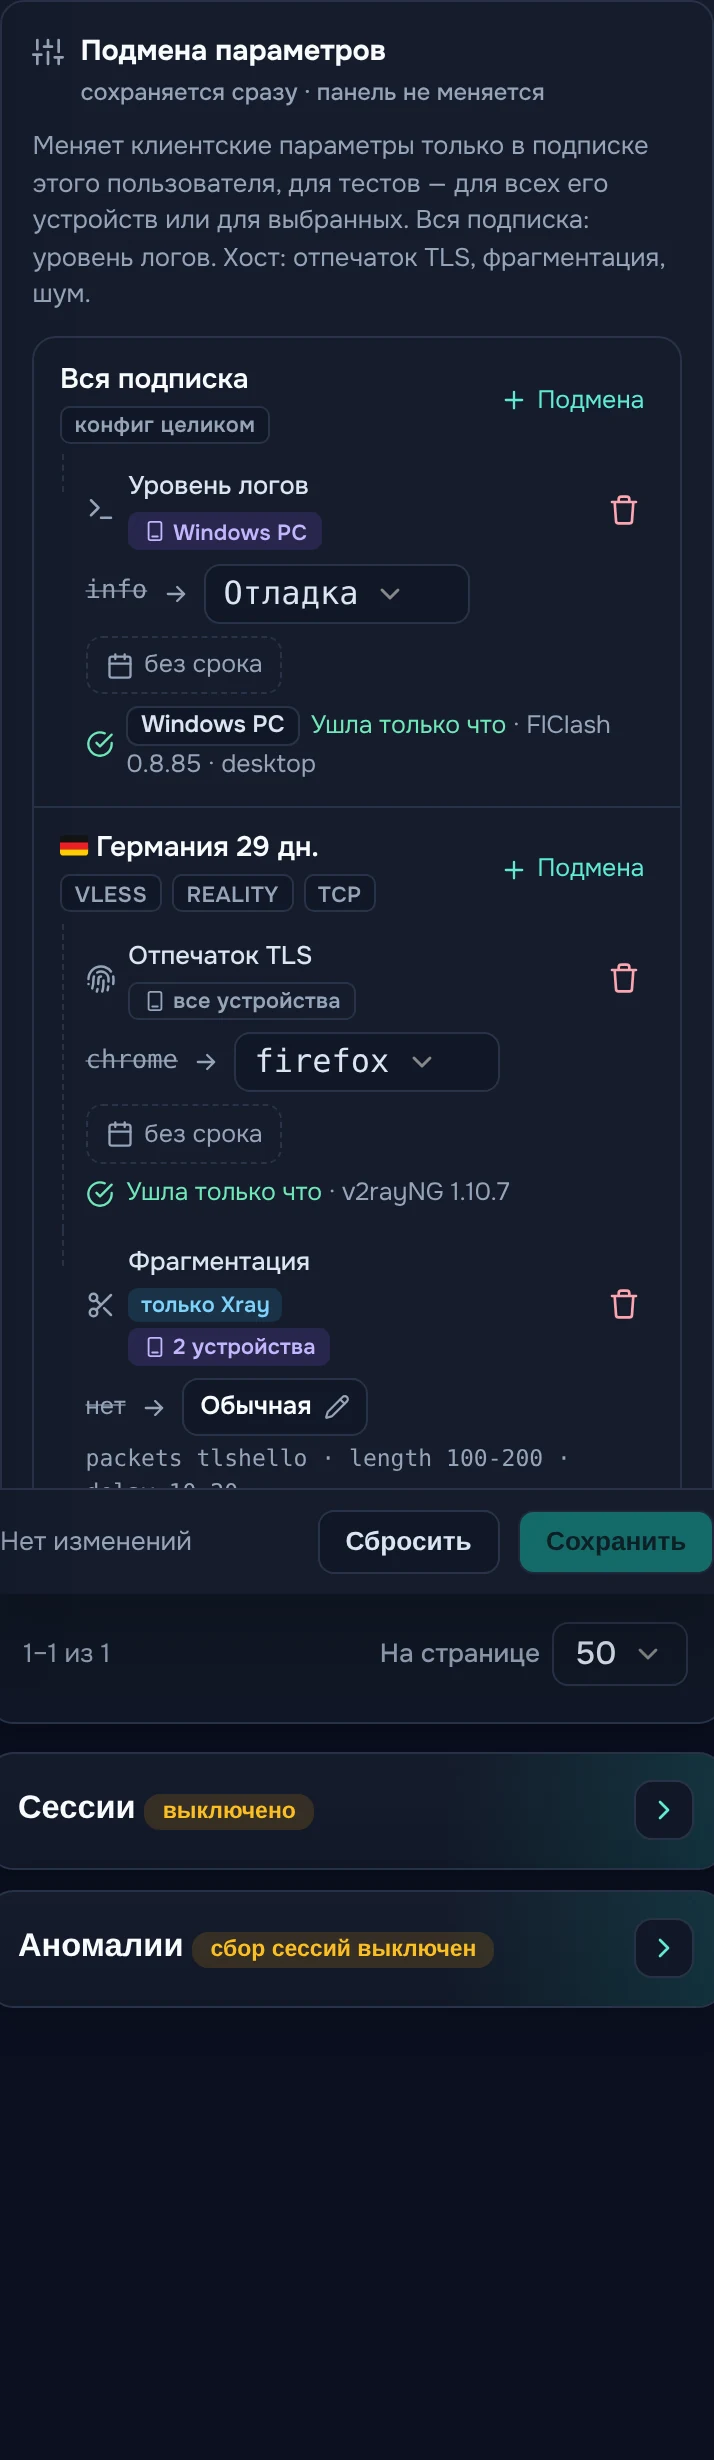 Подмена параметров
сохраняется сразу · панель не меняется
Меняет клиентские параметры только в подписке
этого пользователя, для тестов — для всех его
устройств или для выбранных. Вся подписка:
уровень логов. Хост: отпечаток TLS, фрагментация,
шум.
Вся подписка
+ Подмена
конфиг целиком
Уровень логов
Windows PC
info → Отладка
без срока
Windows PC Ушла только что · FlClash
0.8.85 · desktop
Германия 29 дн.
+ Подмена
VLESS REALITY TCP
Отпечаток TLS
все устройства
chrome → firefox
без срока
Ушла только что · v2rayNG 1.10.7
Фрагментация
только Xray
2 устройства
нет → Обычная
packets tlshello · length 100-200 ·
Нет изменений Сбросить Сохранить
1–1 из 1 На странице 50
Сессии выключено
Аномалии сбор сессий выключен